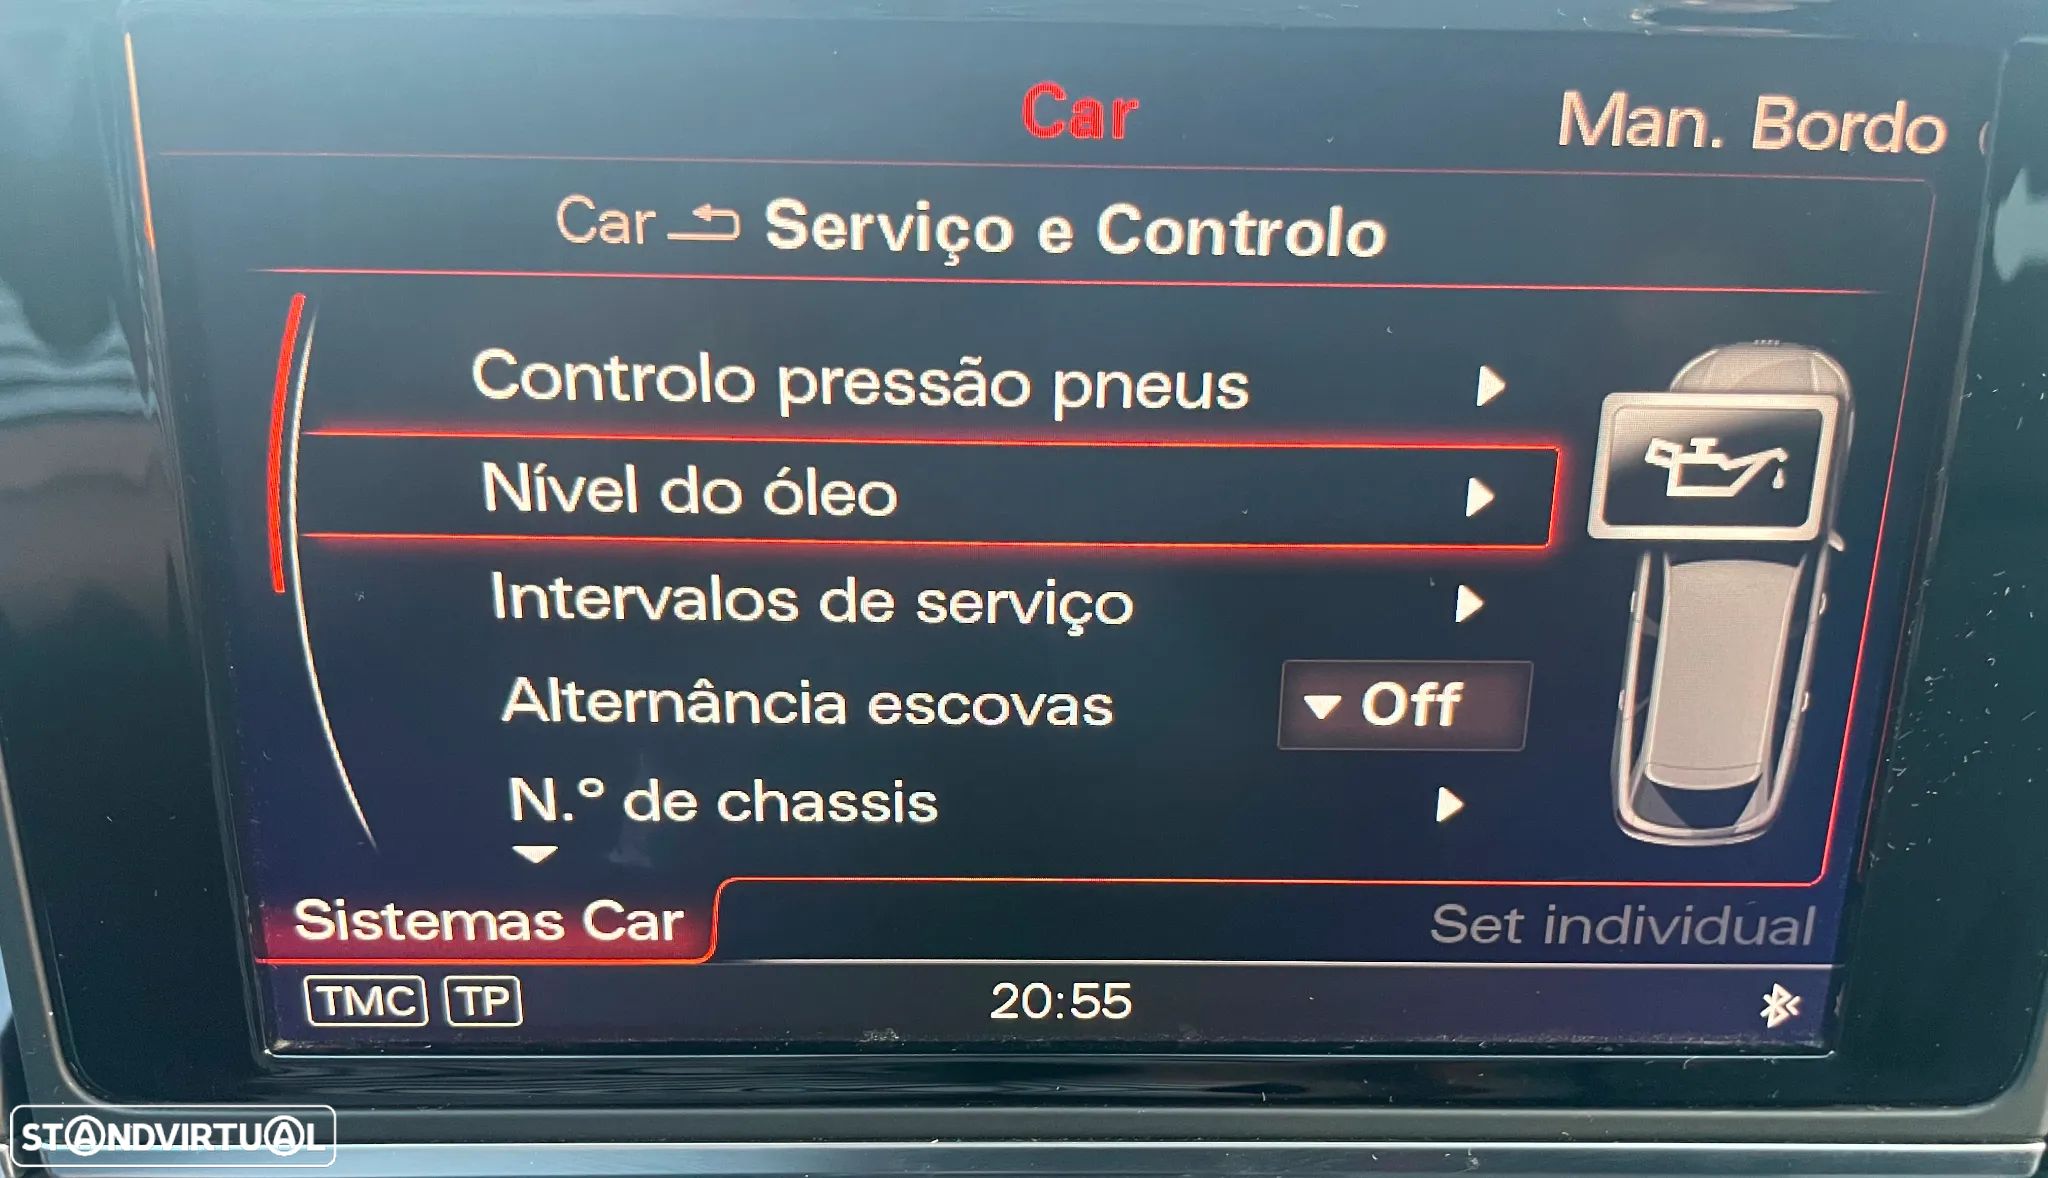 Car
Man. Bordo
Car Serviço e Controlo
Controlo pressão pneus
Nível do óleo
Intervalos de serviço
Alternância escovas Off
N.º de chassis
Sistemas Car
Set individual
TMC TP 20:55
STANDVIRTUAL